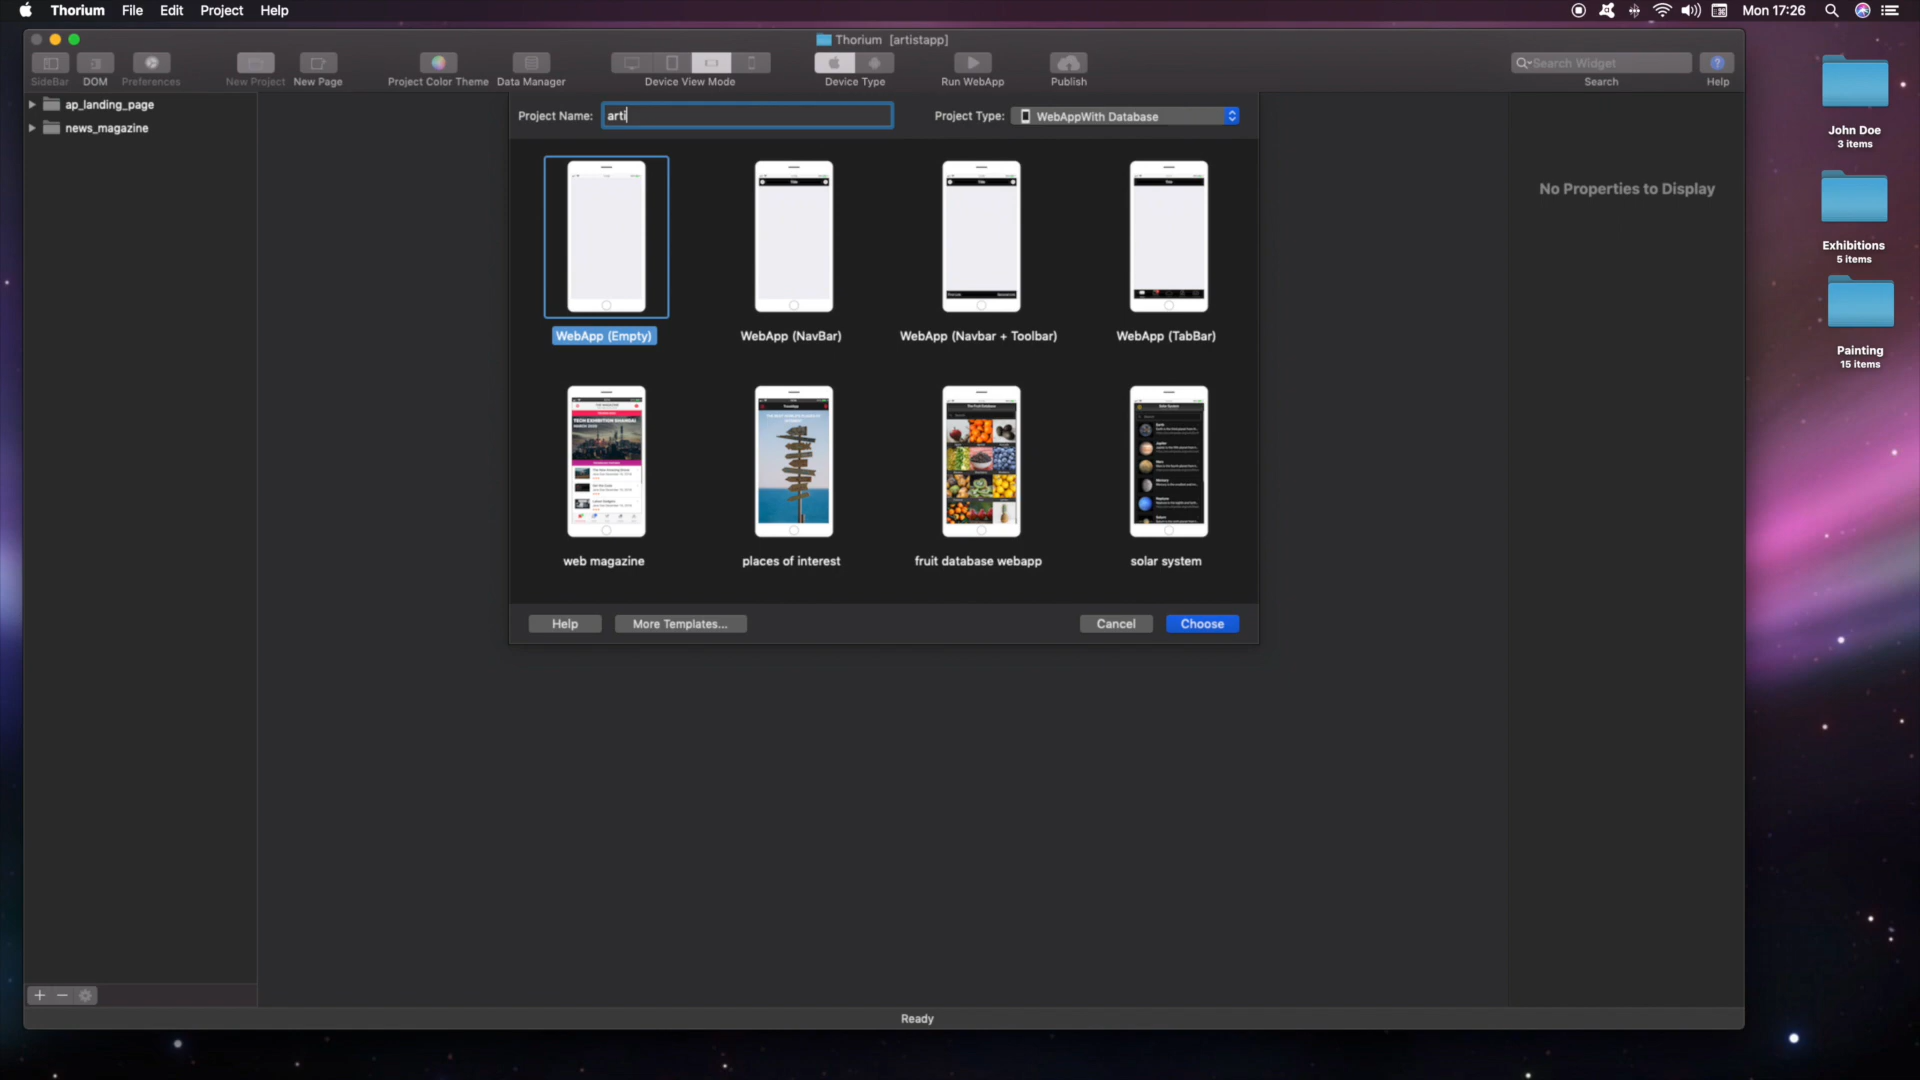 Thorium File Edit Project Help
Mon 17:26
Thorium [artistapp]
SideBar DOM Preferences New Project New Page Project Color Theme Data Manager Device View Mode Device Type Run WebApp Publish Search Help
Search Widget
ap_landing_page
news_magazine
Project Name: arti
Project Type: WebAppWith Database
WebApp (Empty)
WebApp (NavBar)
WebApp (Navbar + Toolbar)
WebApp (TabBar)
web magazine
places of interest
fruit database webapp
solar system
Help
More Templates...
Cancel
Choose
No Properties to Display
Ready
John Doe
3 items
Exhibitions
5 items
Painting
15 items